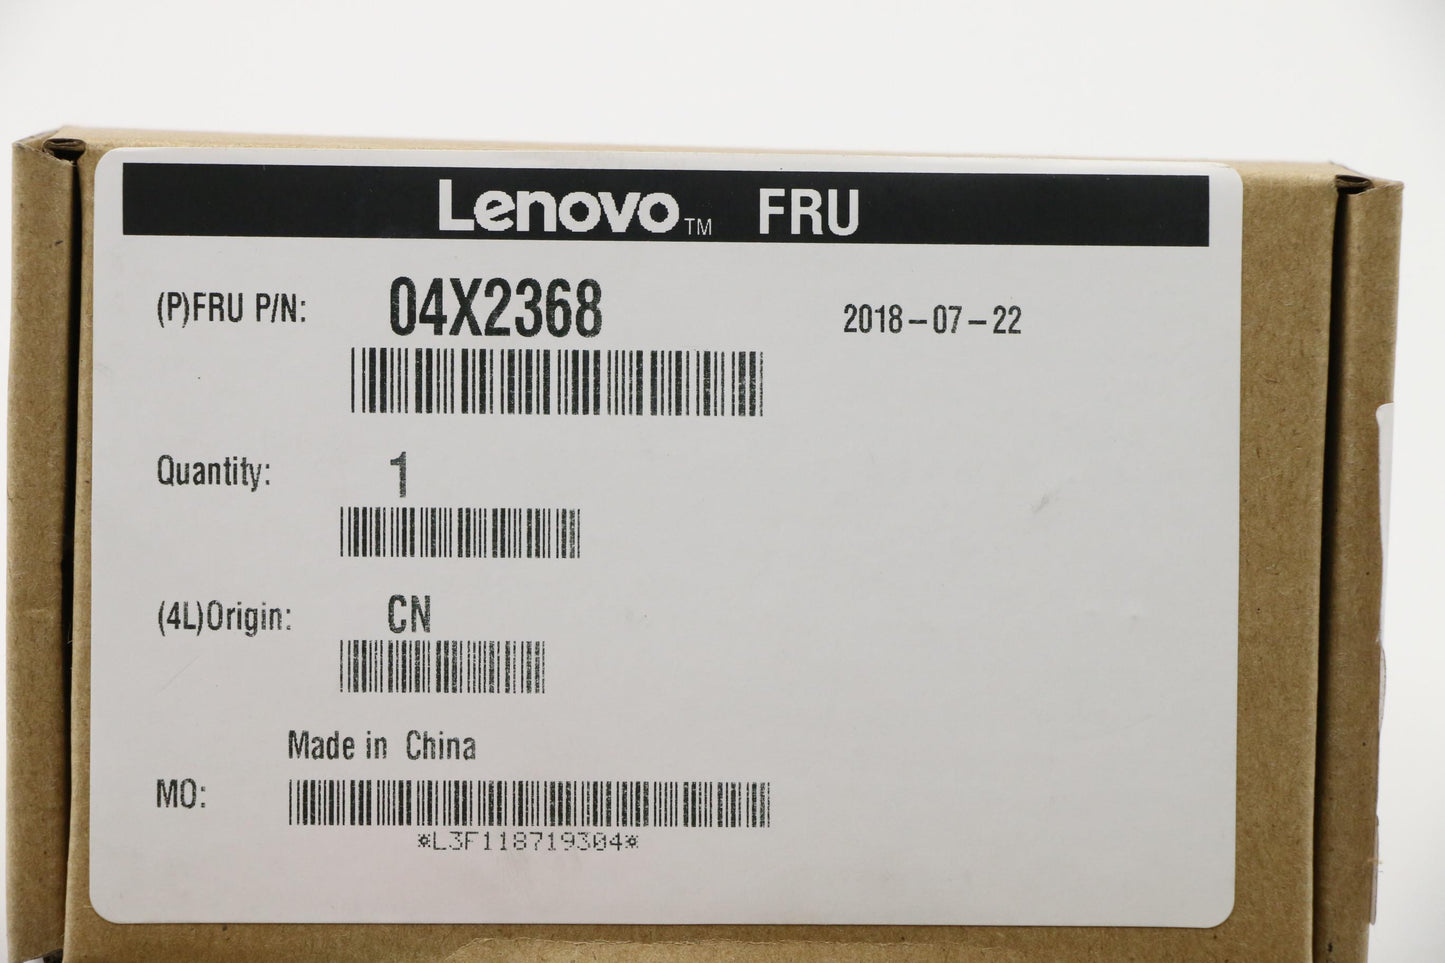 Lenovo™ FRU
(P)FRU P/N: 04X2368 2018-07-22
Quantity: 1
(4L)Origin: CN
Made in China
MO:
*L3F118719304*